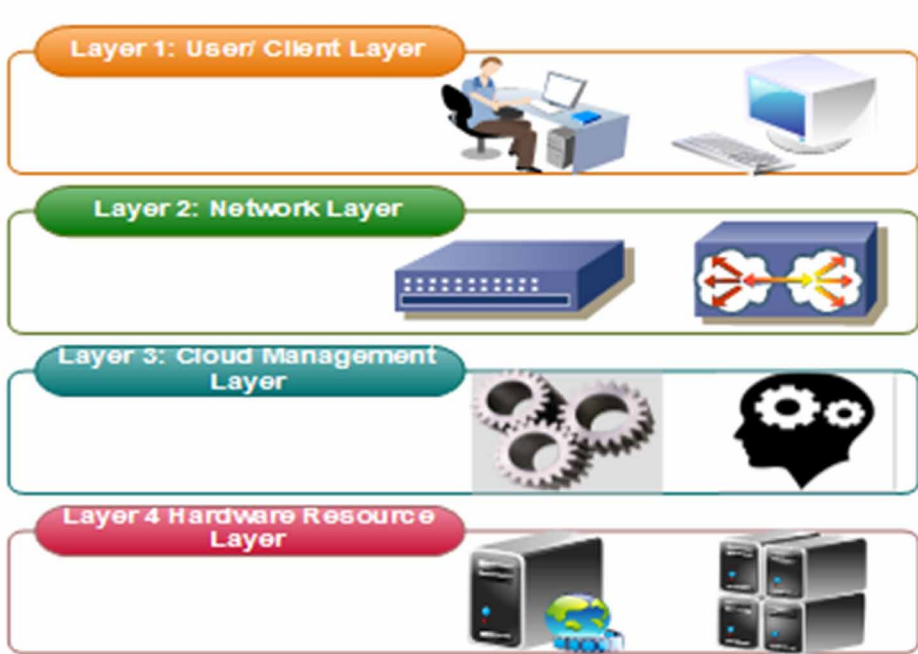 Layer 1: User/ Client Layer
Layer 2: Network Layer
Layer 3: Cloud Management
Layer
Layer 4 Hardware Resource
Layer